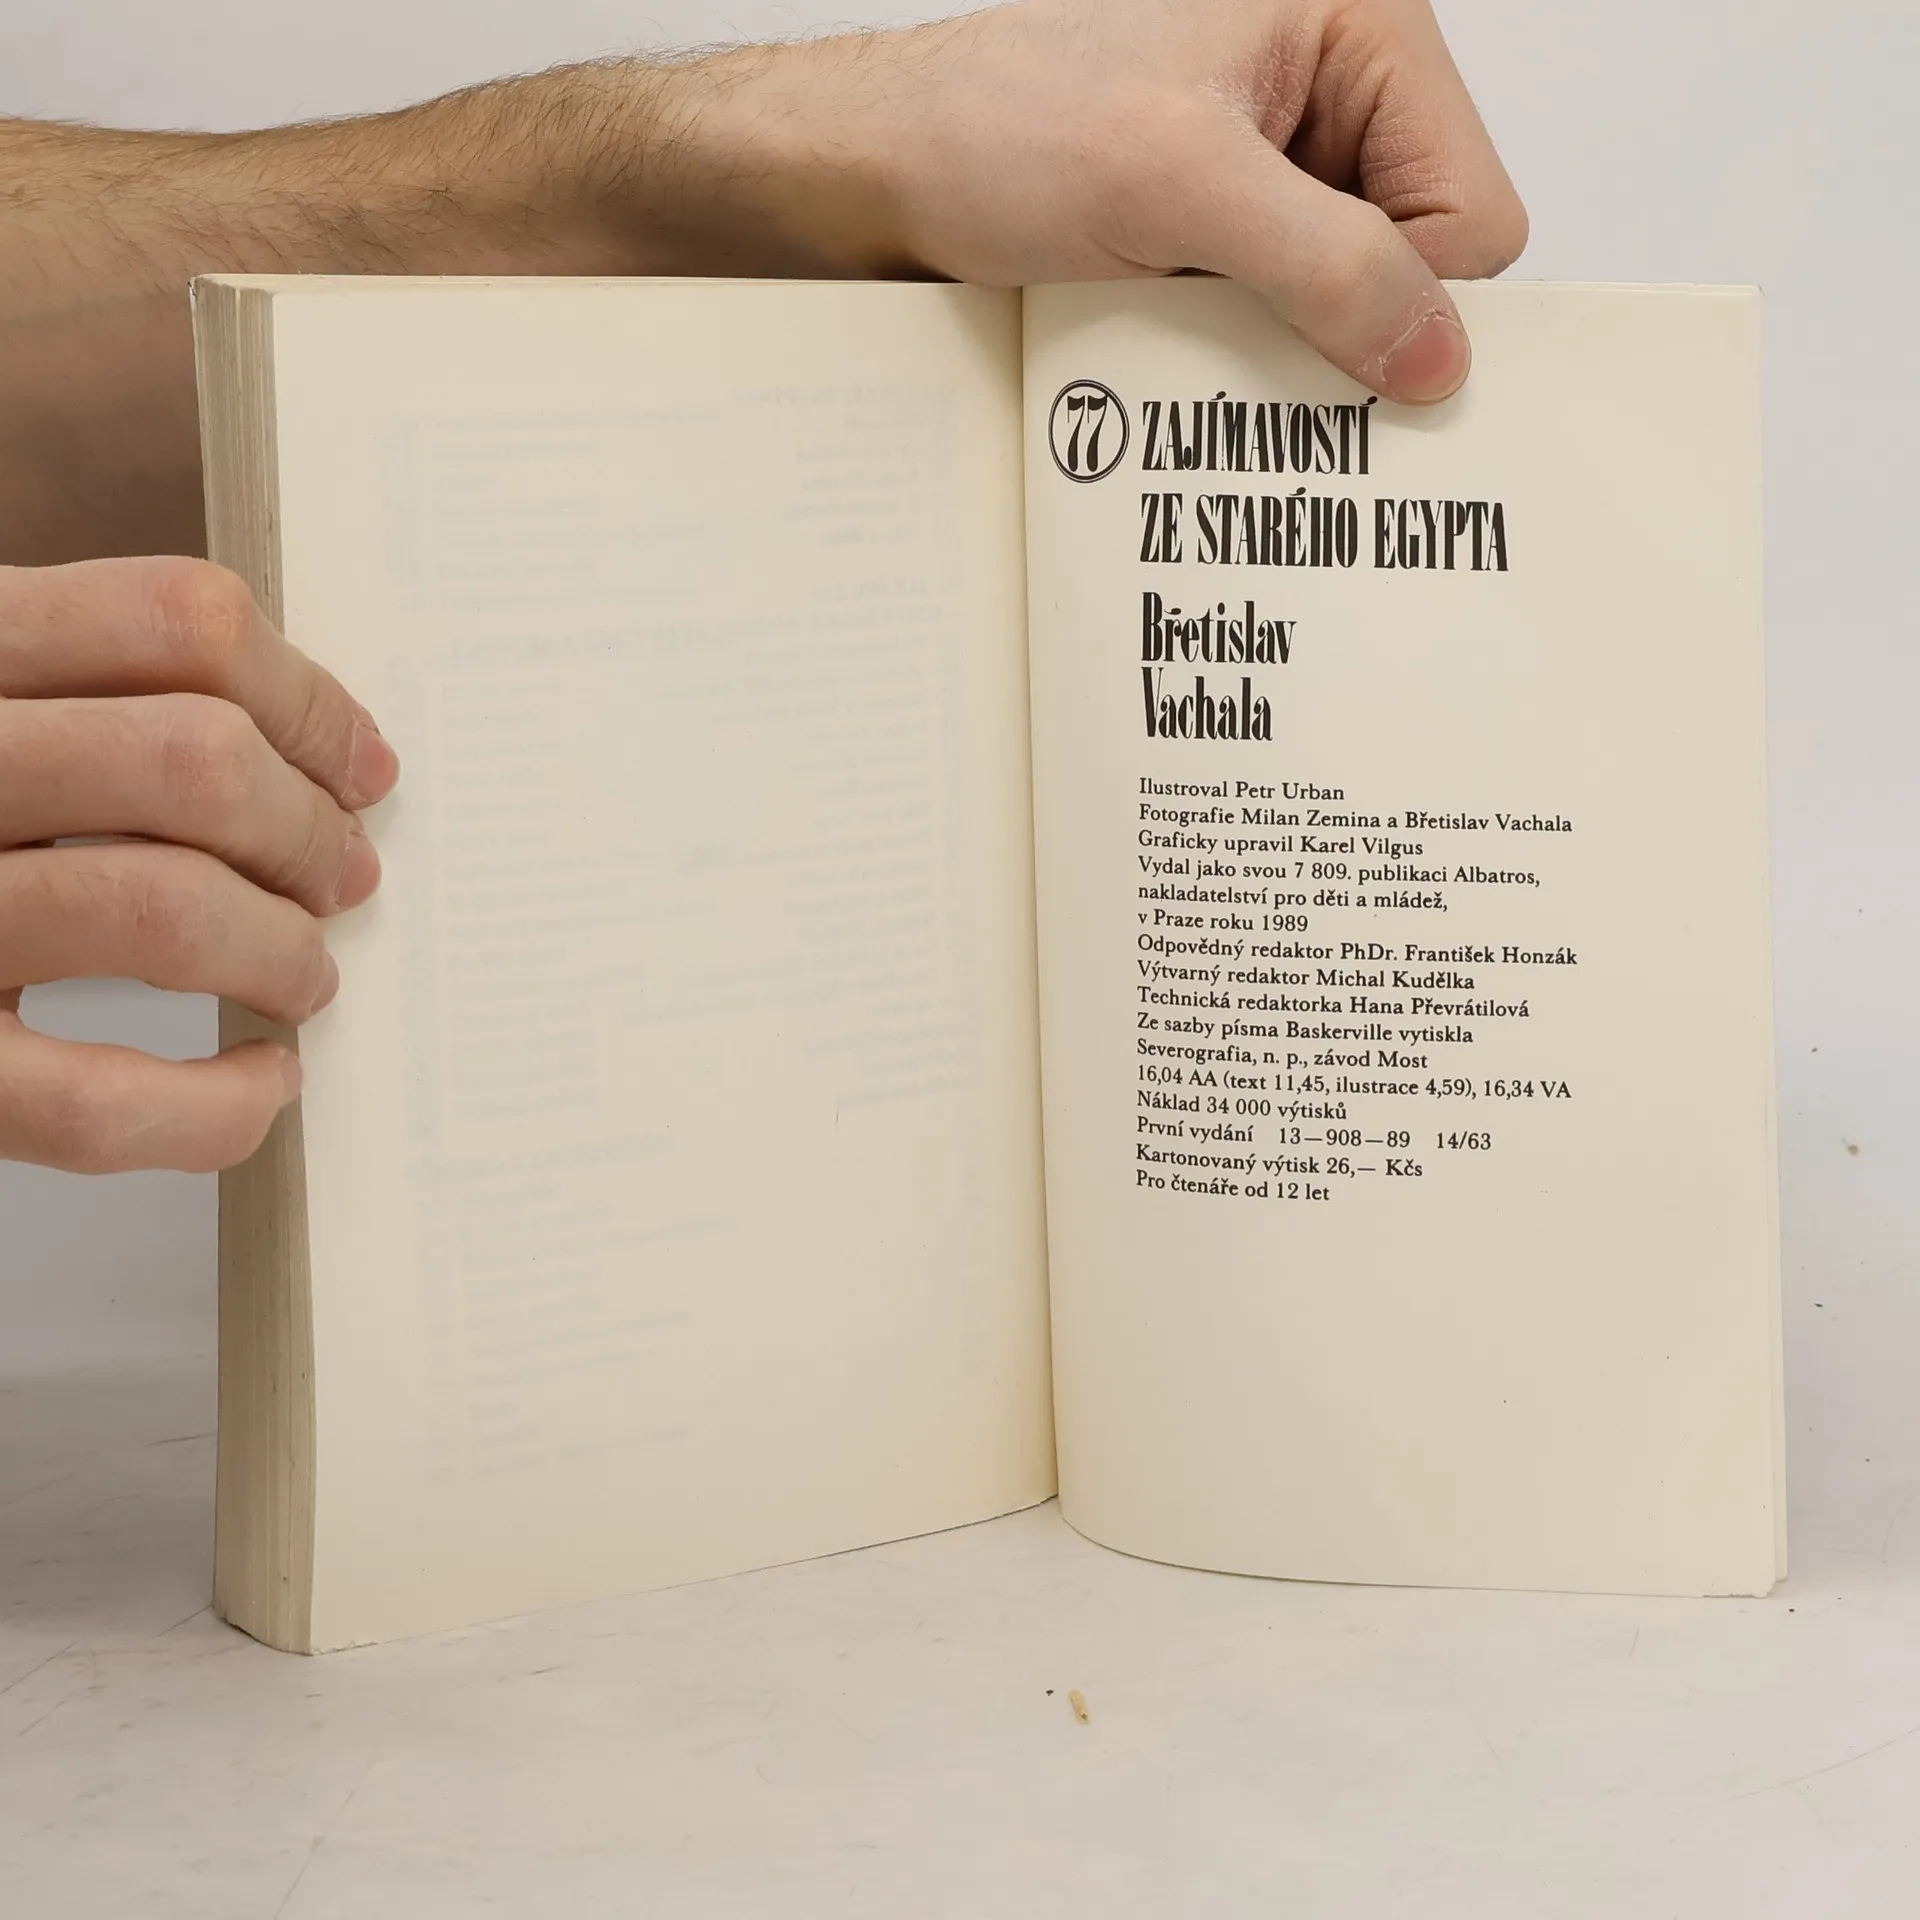 77 ZAJÍMAVOSTÍ
ZE STARÉHO EGYPTA
Břetislav
Vachala
Ilustroval Petr Urban
Fotografie Milan Zemina a Břetislav Vachala
Graficky upravil Karel Vilgus
Vydal jako svou 7 809. publikaci Albatros,
nakladatelství pro děti a mládež,
v Praze roku 1989
Odpovědný redaktor PhDr. František Honzák
Výtvarný redaktor Michal Kudělka
Technická redaktorka Hana Převrátilová
Ze sazby písma Baskerville vytiskla
Severografia, n. p., závod Most
16,04 AA (text 11,45, ilustrace 4,59), 16,34 VA
Náklad 34 000 výtisků
První vydání 13—908—89 14/63
Kartonovaný výtisk 26,— Kčs
Pro čtenáře od 12 let